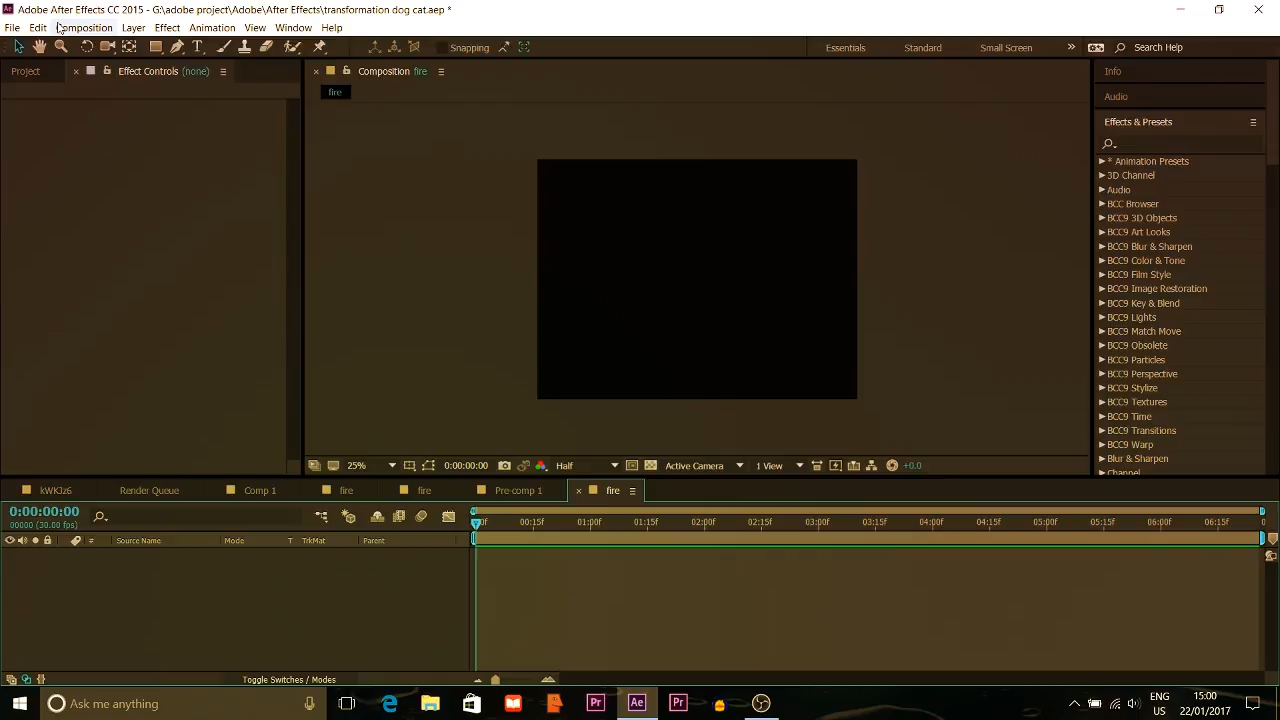 Adobe After Effects CC 2015 - G:\adobe project\Adobe\After Effects\transformation dog cat.aep *
File Edit Composition Layer Effect Animation View Window Help
Snapping Essentials Standard Small Screen » Search Help
Project × Effect Controls (none) × Composition fire Info
fire
Audio
Effects & Presets
* Animation Presets
3D Channel
Audio
BCC Browser
BCC9 3D Objects
BCC9 Art Looks
BCC9 Blur & Sharpen
BCC9 Color & Tone
BCC9 Film Style
BCC9 Image Restoration
BCC9 Key & Blend
BCC9 Lights
BCC9 Match Move
BCC9 Obsolete
BCC9 Particles
BCC9 Perspective
BCC9 Stylize
BCC9 Textures
BCC9 Time
BCC9 Transitions
BCC9 Warp
Blur & Sharpen
Channel
25% 0:00:00:00 Half Active Camera 1 View +0.0
kWKJz6 Render Queue Comp 1 fire fire Pre-comp 1 × fire
0:00:00:00
00000 (30.00 fps)
00:15f 01:00f 01:15f 02:00f 02:15f 03:00f 03:15f 04:00f 04:15f 05:00f 05:15f 06:00f 06:15f
# Source Name Mode T TrkMat Parent
Toggle Switches / Modes
Ask me anything Pr Ae Pr ENG 15:00
US 22/01/2017